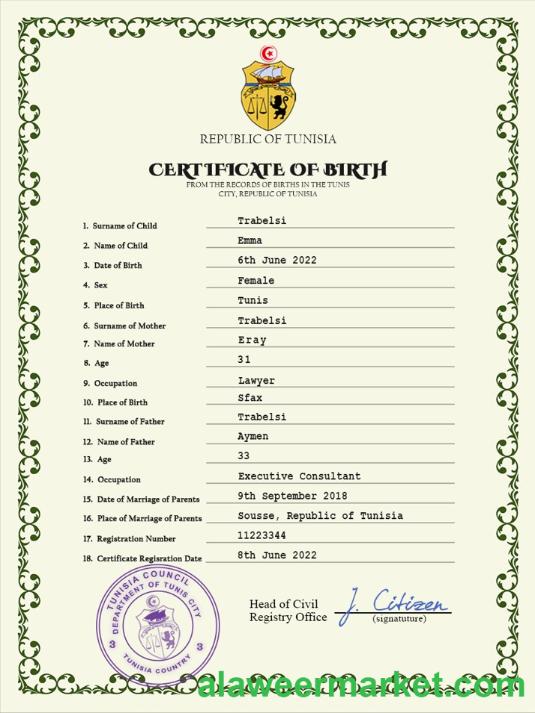 REPUBLIC OF TUNISIA
CERTIFICATE OF BIRTH
FROM THE RECORDS OF BIRTHS IN THE TUNIS
CITY, REPUBLIC OF TUNISIA
1. Surname of Child Trabelsi
2. Name of Child Emma
3. Date of Birth 6th June 2022
4. Sex Female
5. Place of Birth Tunis
6. Surname of Mother Trabelsi
7. Name of Mother Eray
8. Age 31
9. Occupation Lawyer
10. Place of Birth Sfax
11. Surname of Father Trabelsi
12. Name of Father Aymen
13. Age 33
14. Occupation Executive Consultant
15. Date of Marriage of Parents 9th September 2018
16. Place of Marriage of Parents Sousse, Republic of Tunisia
17. Registration Number 11223344
18. Certificate Regisration Date 8th June 2022
TUNISIA COUNCIL
DEPARTMENT OF TUNIS CITY
3 3
TUNISIA COUNTRY
Head of Civil
Registry Office
J. Citizen
(signatuture)
alaweermarket.com